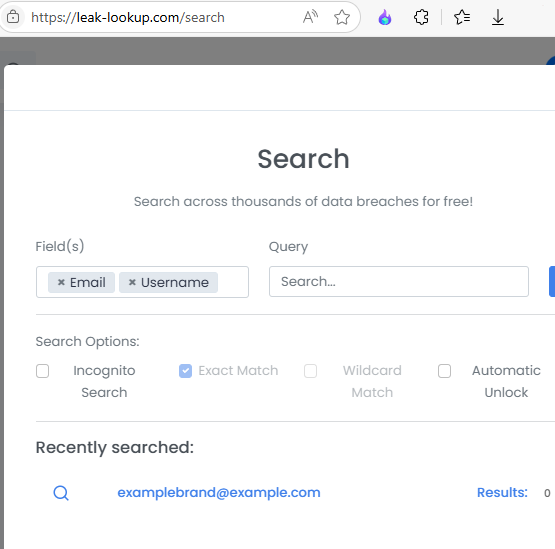 https://leak-lookup.com/search
Search
Search across thousands of data breaches for free!
Field(s)
Query
× Email × Username
Search...
Search Options:
Incognito Search
Exact Match
Wildcard Match
Automatic Unlock
Recently searched:
examplebrand@example.com Results: 0